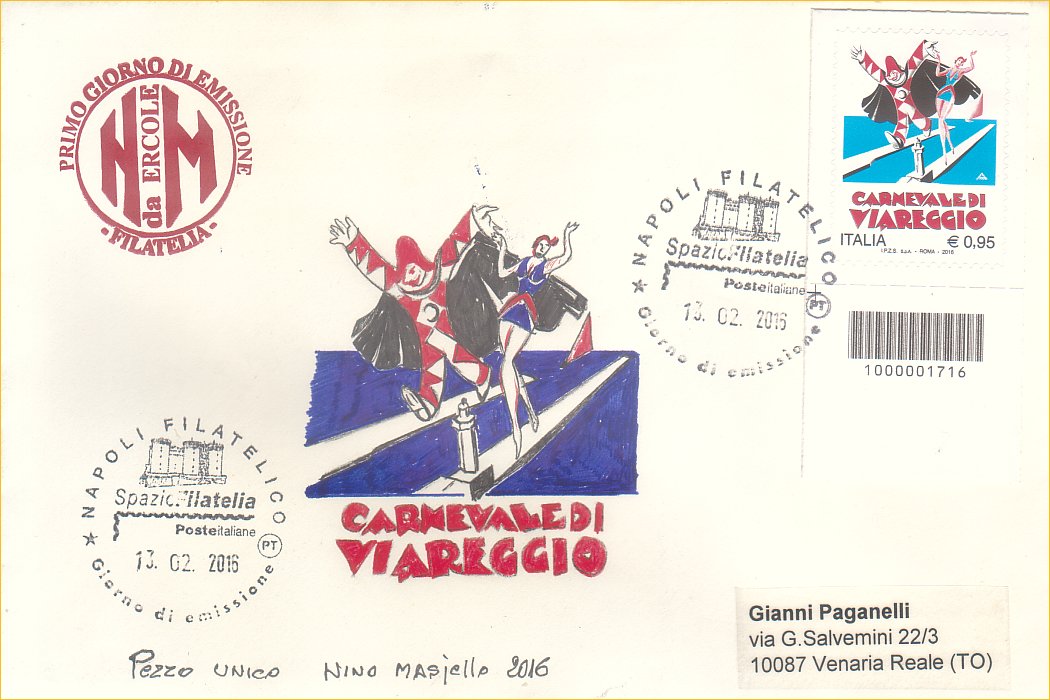 PRIMO GIORNO DI EMISSIONE
NM
da ERCOLE
- FILATELIA -
CARNEVALE DI
VIAREGGIO
ITALIA € 0,95
I.P.Z.S. S.p.A. - ROMA - 2016
NAPOLI FILATELICO
SpazioFilatelia
Posteitaliane
PT
13. 02. 2016
Giorno di emissione
1000001716
CARNEVALE DI
VIAREGGIO
NAPOLI FILATELICO
SpazioFilatelia
Posteitaliane
PT
13. 02. 2016
Giorno di emissione
Pezzo unico Nino Masiello 2016
Gianni Paganelli
via G.Salvemini 22/3
10087 Venaria Reale (TO)